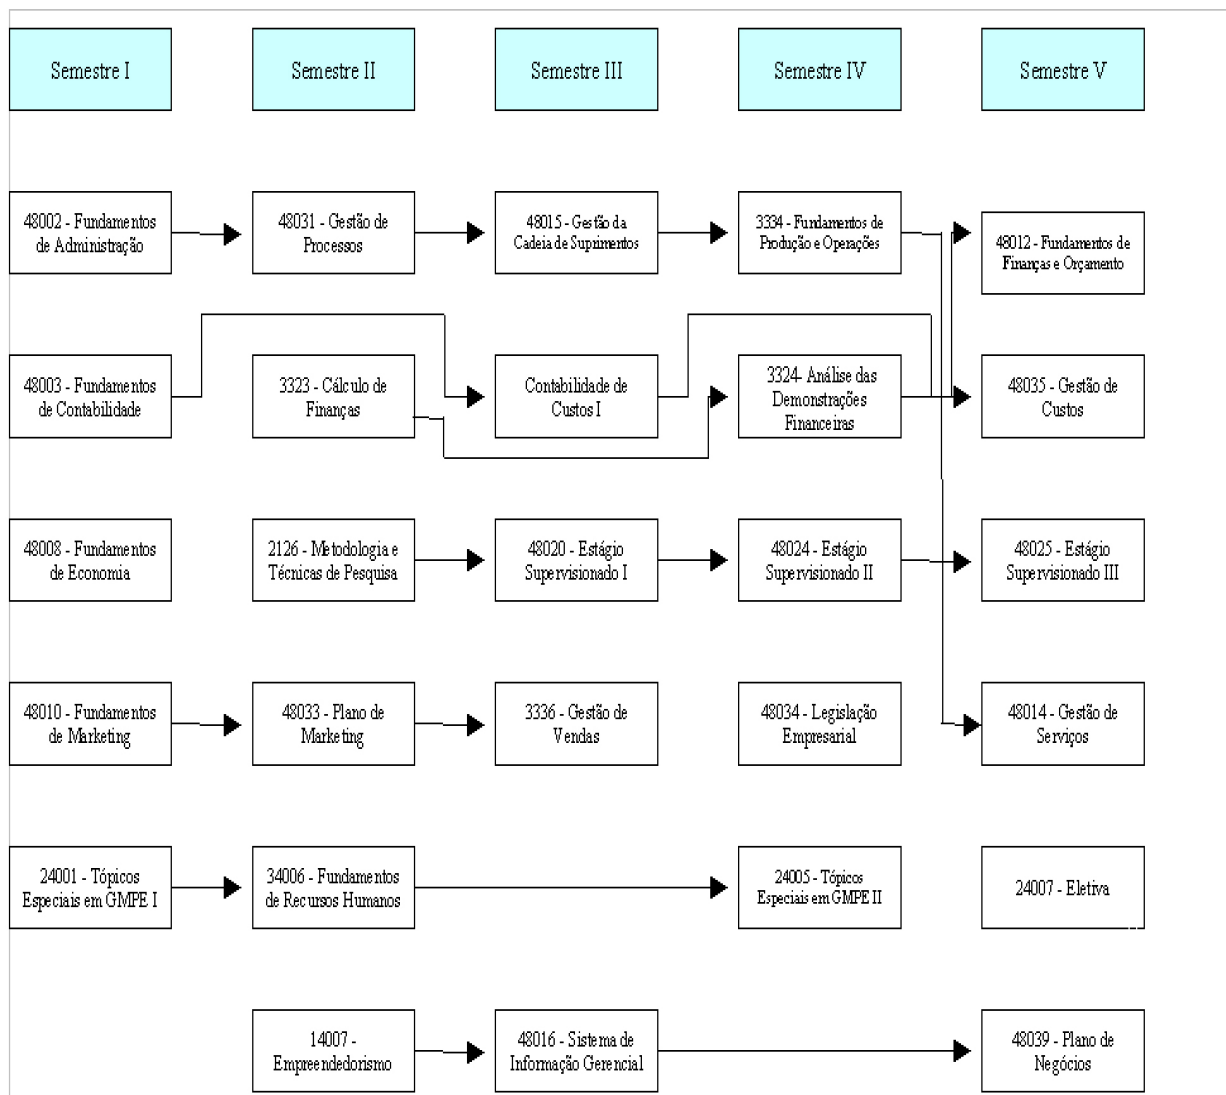 Semestre I
Semestre II
Semestre III
Semestre IV
Semestre V
48002 - Fundamentos
de Administração
48031 - Gestão de
Processos
48015 - Gestão da
Cadeia de Suprimentos
3334 - Fundamentos de
Produção e Operações
48012 - Fundamentos de
Finanças e Orçamento
48003 - Fundamentos
de Contabilidade
3323 - Cálculo de
Finanças
Contabilidade de
Custos I
3324- Análise das
Demonstrações
Financeiras
48035 - Gestão de
Custos
48008 - Fundamentos
de Economia
2126 - Metodologia e
Técnicas de Pesquisa
48020 - Estágio
Supervisionado I
48024 - Estágio
Supervisionado II
48025 - Estágio
Supervisionado III
48010 - Fundamentos
de Marketing
48033 - Plano de
Marketing
3336 - Gestão de
Vendas
48034 - Legislação
Empresarial
48014 - Gestão de
Serviços
24001 - Tópicos
Especiais em GMPE I
34006 - Fundamentos
de Recursos Humanos
24005 - Tópicos
Especiais em GMPE II
24007 - Eletiva
14007 -
Empreendedorismo
48016 - Sistema de
Informação Gerencial
48039 - Plano de
Negócios